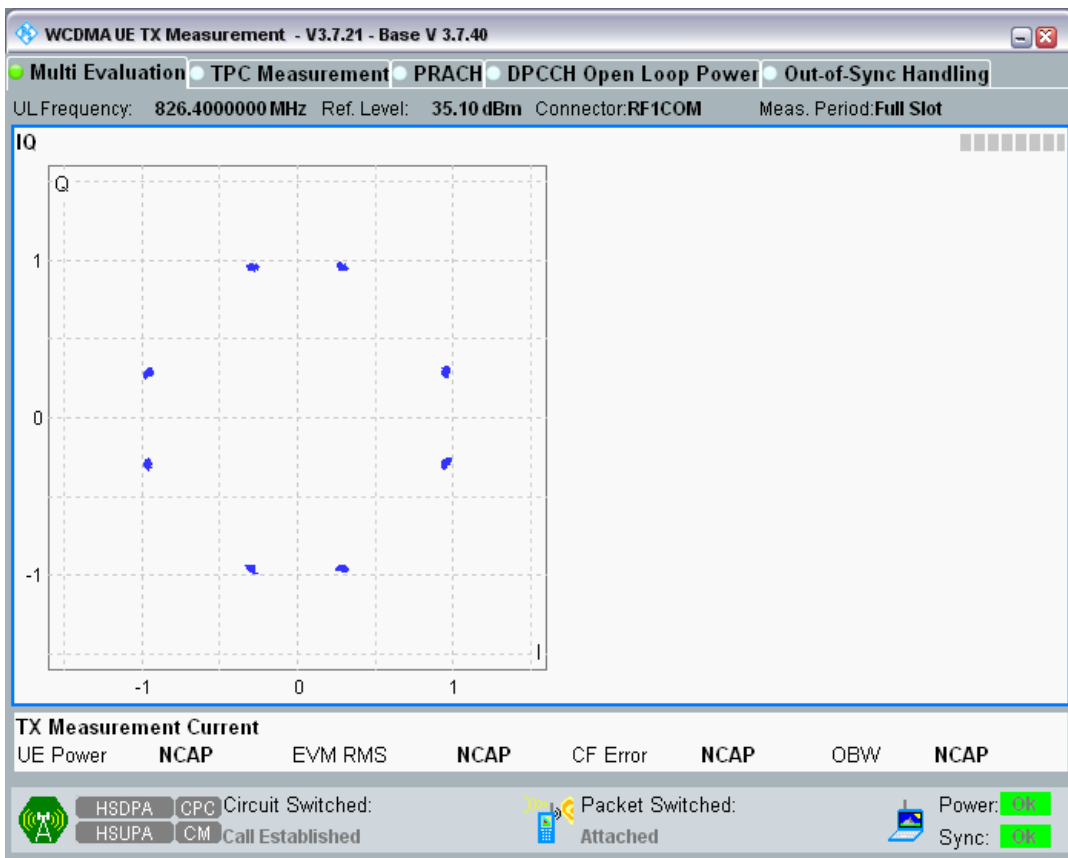 WCDMA UE TX Measurement - V3.7.21 - Base V 3.7.40
Multi Evaluation TPC Measurement PRACH DPCCH Open Loop Power Out-of-Sync Handling
UL Frequency: 826.4000000 MHz Ref. Level: 35.10 dBm Connector:RF1COM Meas. Period:Full Slot
IQ
Q
1
0
-1
I
-1 0 1
TX Measurement Current
UE Power NCAP EVM RMS NCAP CF Error NCAP OBW NCAP
HSDPA CPC Circuit Switched: Packet Switched: Power: Ok
HSUPA CM Call Established Attached Sync: Ok